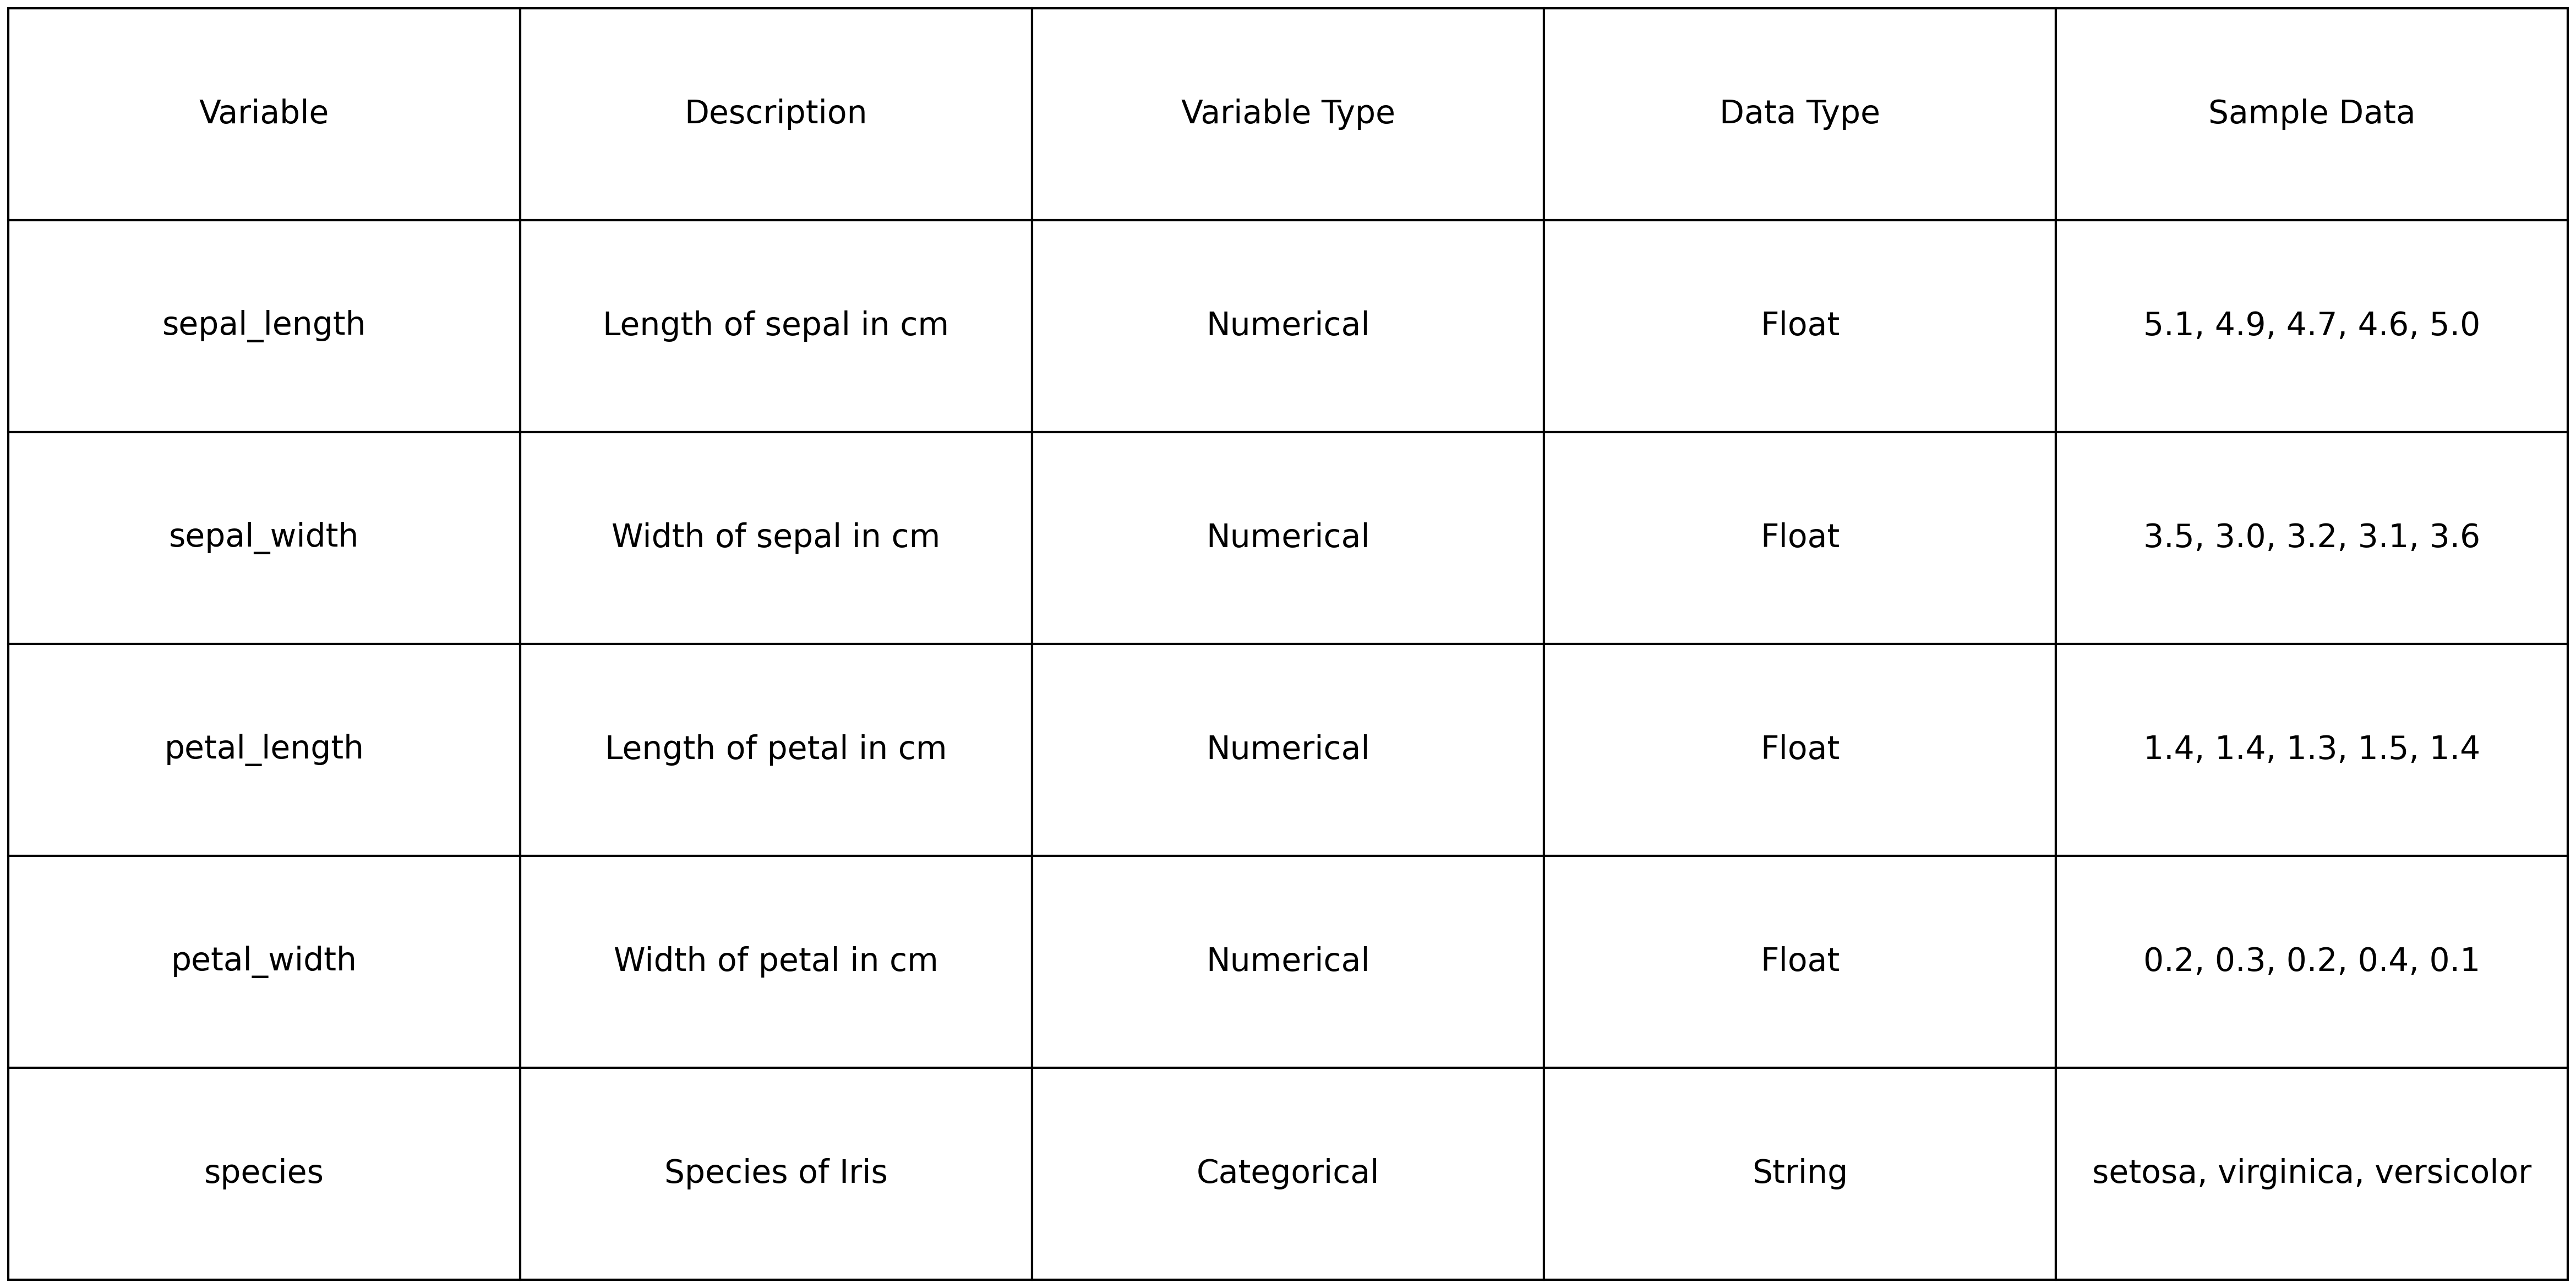 Variable Description Variable Type Data Type Sample Data
sepal_length Length of sepal in cm Numerical Float 5.1, 4.9, 4.7, 4.6, 5.0
sepal_width Width of sepal in cm Numerical Float 3.5, 3.0, 3.2, 3.1, 3.6
petal_length Length of petal in cm Numerical Float 1.4, 1.4, 1.3, 1.5, 1.4
petal_width Width of petal in cm Numerical Float 0.2, 0.3, 0.2, 0.4, 0.1
species Species of Iris Categorical String setosa, virginica, versicolor